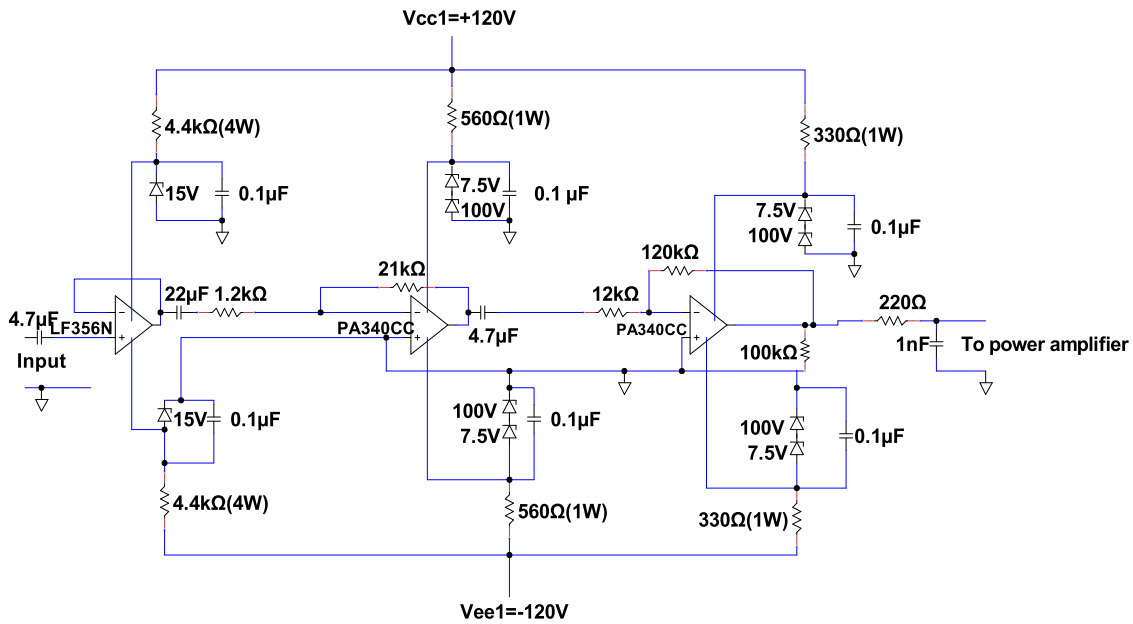 Vcc1=+120V
4.4kΩ(4W)
560Ω(1W)
330Ω(1W)
15V
0.1µF
7.5V
100V
0.1 µF
7.5V
100V
0.1µF
21kΩ
120kΩ
22µF
1.2kΩ
12kΩ
220Ω
4.7µF
LF356N
PA340CC
4.7µF
PA340CC
Input
100kΩ
1nF
To power amplifier
15V
0.1µF
100V
7.5V
0.1µF
100V
7.5V
0.1µF
4.4kΩ(4W)
560Ω(1W)
330Ω(1W)
Vee1=-120V